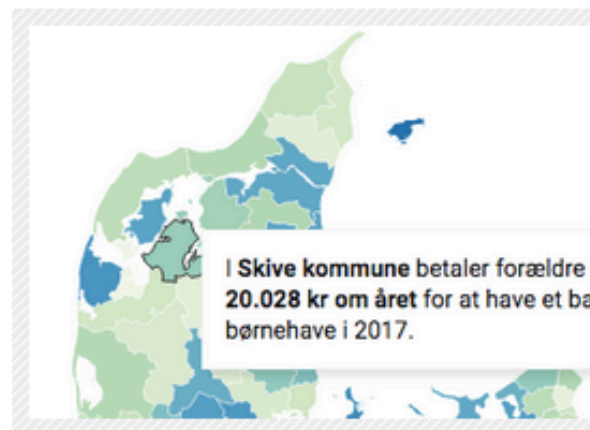 I Skive kommune betaler forældre
20.028 kr om året for at have et ba
børnehave i 2017.